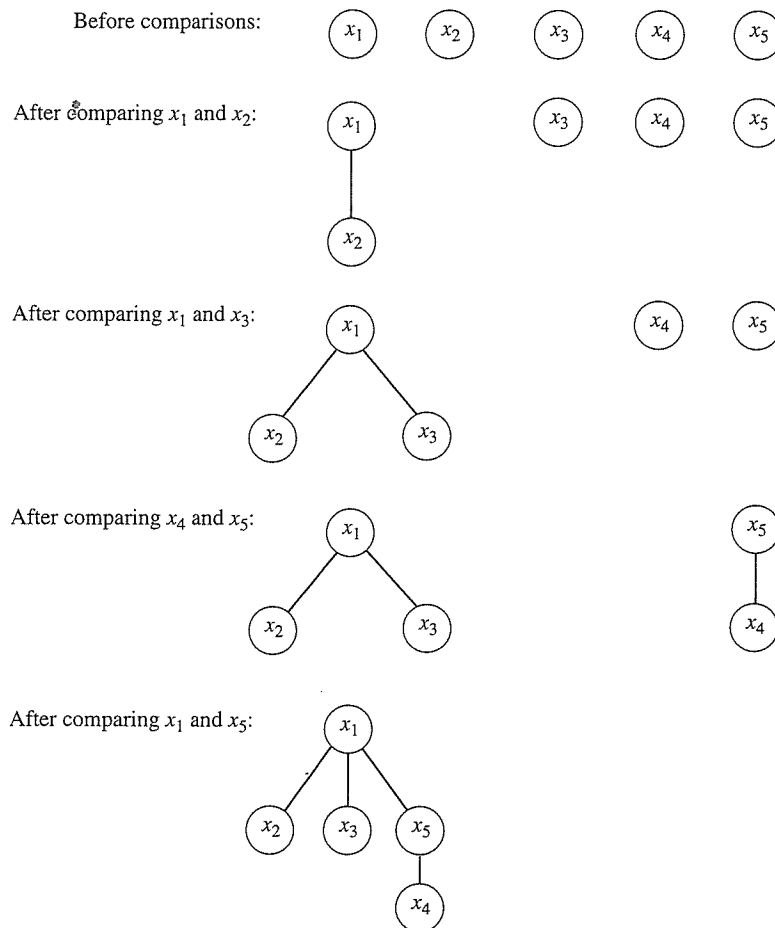 Before comparisons: x1 x2 x3 x4 x5
After comparing x1 and x2: x1 x3 x4 x5
x2
After comparing x1 and x3: x1 x4 x5
x2 x3
After comparing x4 and x5: x1 x5
x2 x3 x4
After comparing x1 and x5: x1
x2 x3 x5
x4